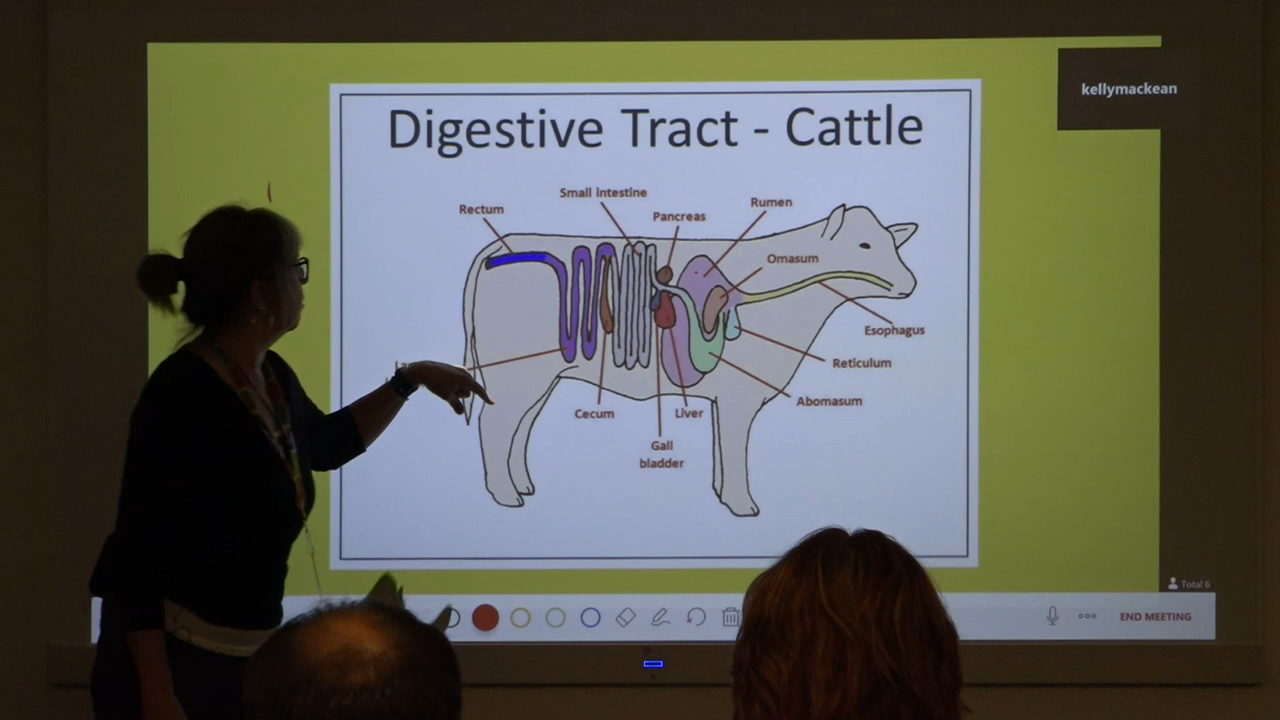 kellymackean
Digestive Tract - Cattle
Small intestine
Rumen
Rectum
Pancreas
Omasum
Esophagus
Reticulum
Abomasum
Cecum
Liver
Gall
bladder
Total 6
END MEETING